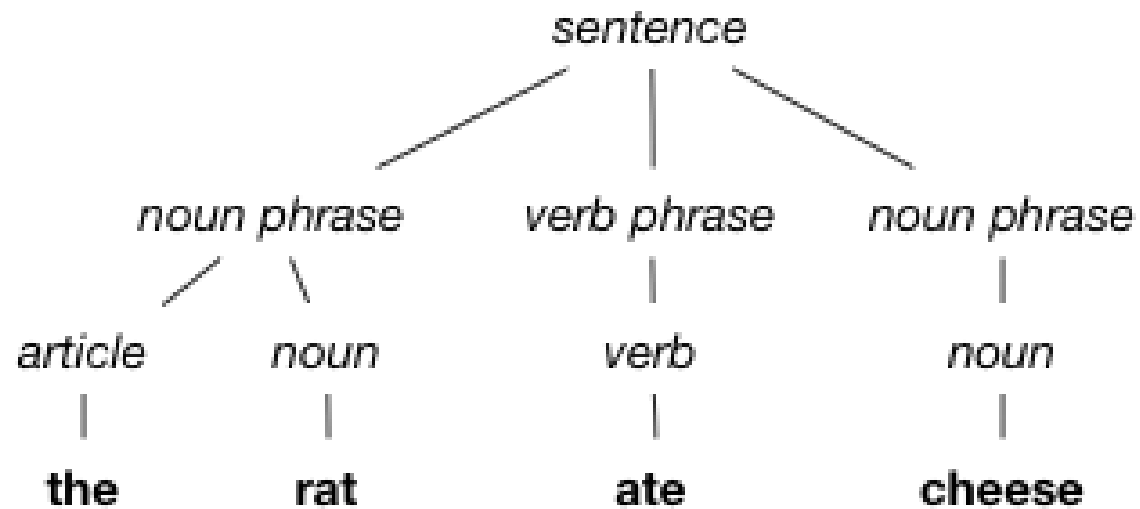 sentence
noun phrase verb phrase noun phrase
article noun verb noun
the rat ate cheese